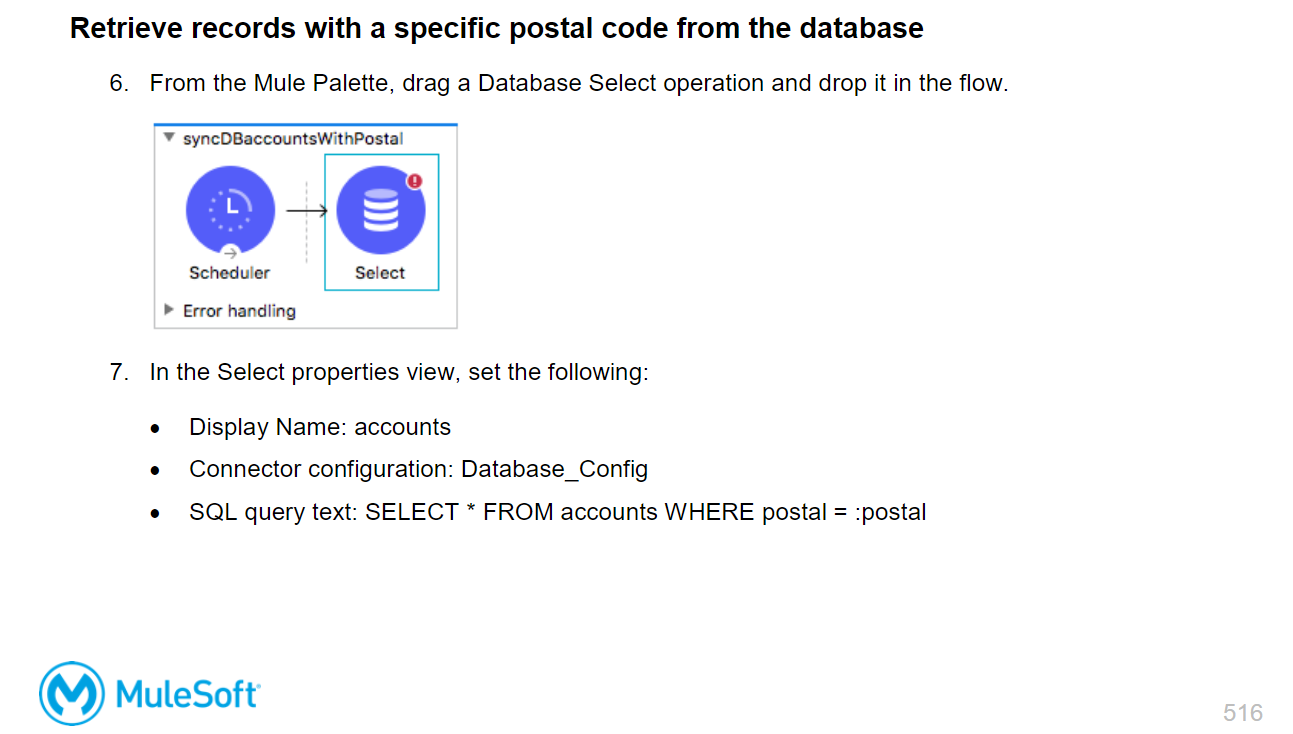 Retrieve records with a specific postal code from the database
6. From the Mule Palette, drag a Database Select operation and drop it in the flow.
syncDBaccountsWithPostal
Scheduler
Select
Error handling
7. In the Select properties view, set the following:
• Display Name: accounts
• Connector configuration: Database_Config
• SQL query text: SELECT * FROM accounts WHERE postal = :postal
MuleSoft
516